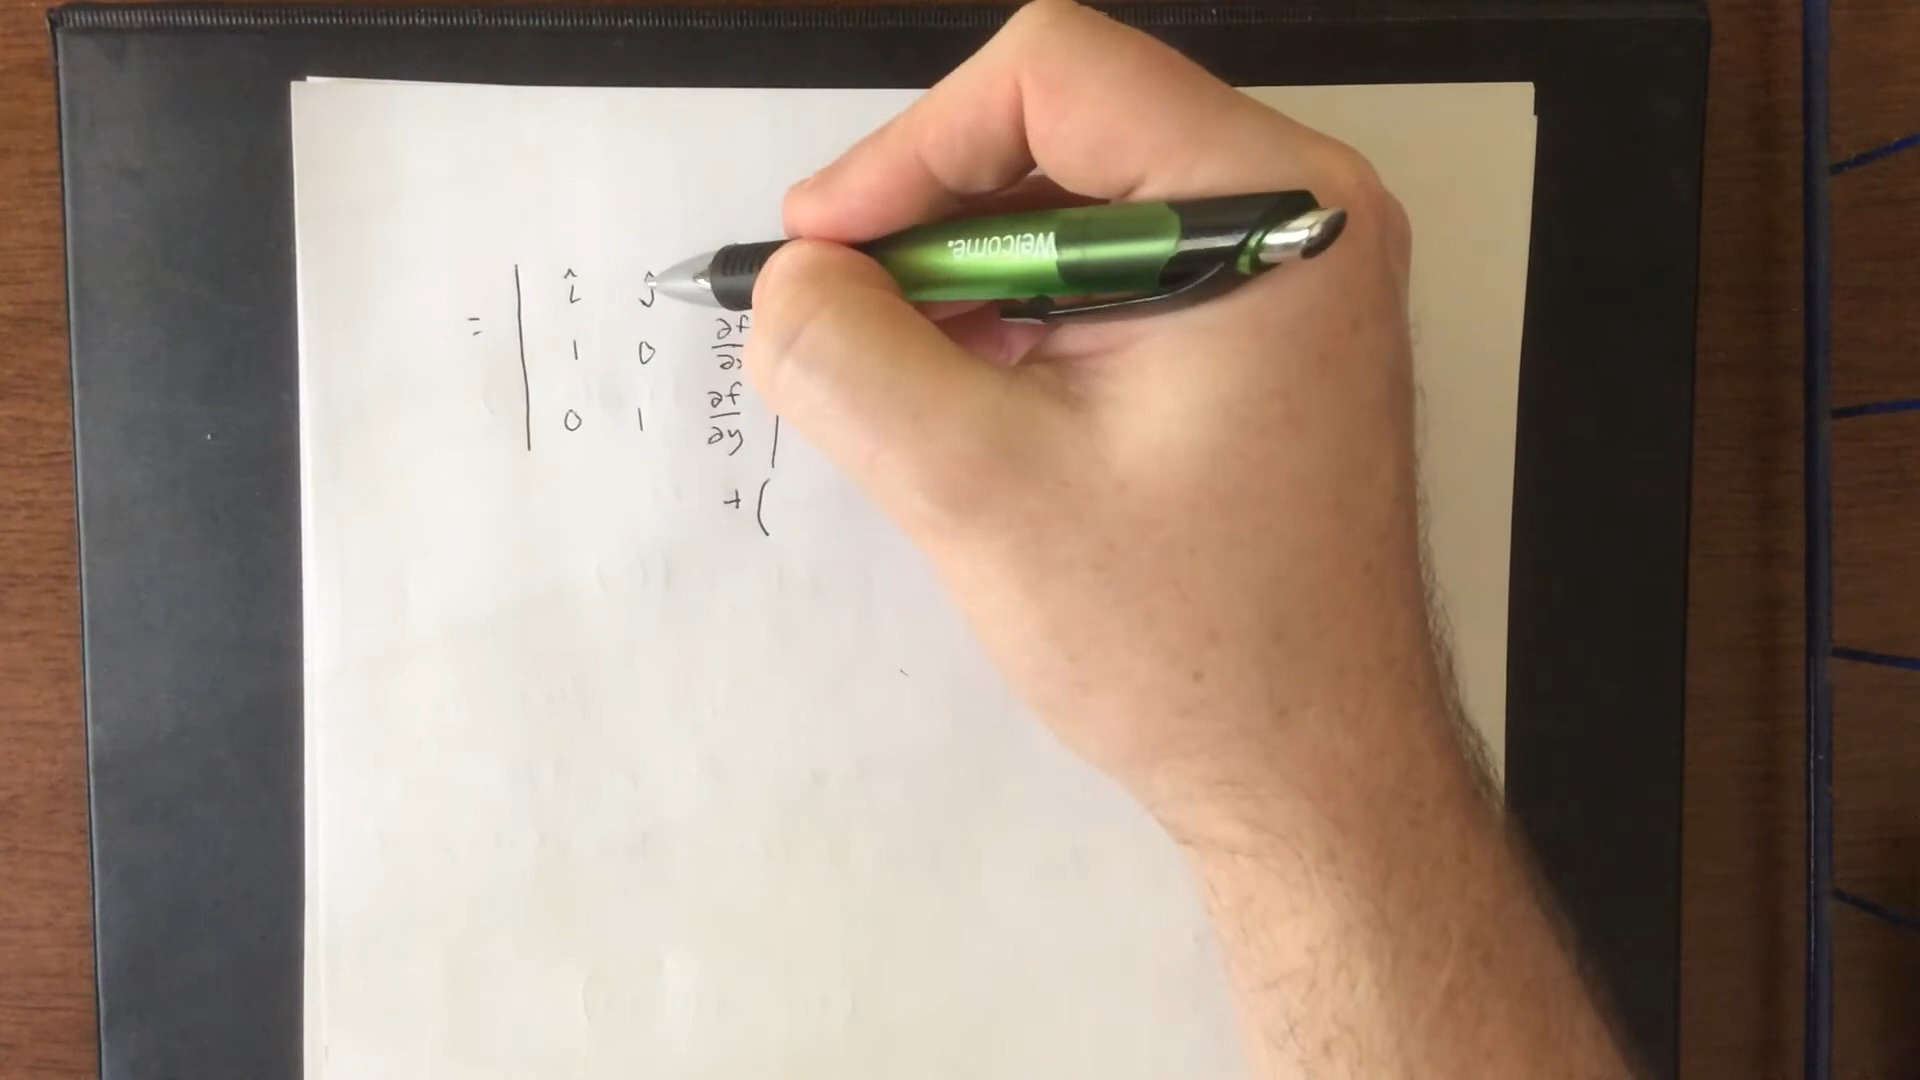 = | î ĵ
1 0 ∂f/∂x
0 1 ∂f/∂y |
+ )
Welcome.